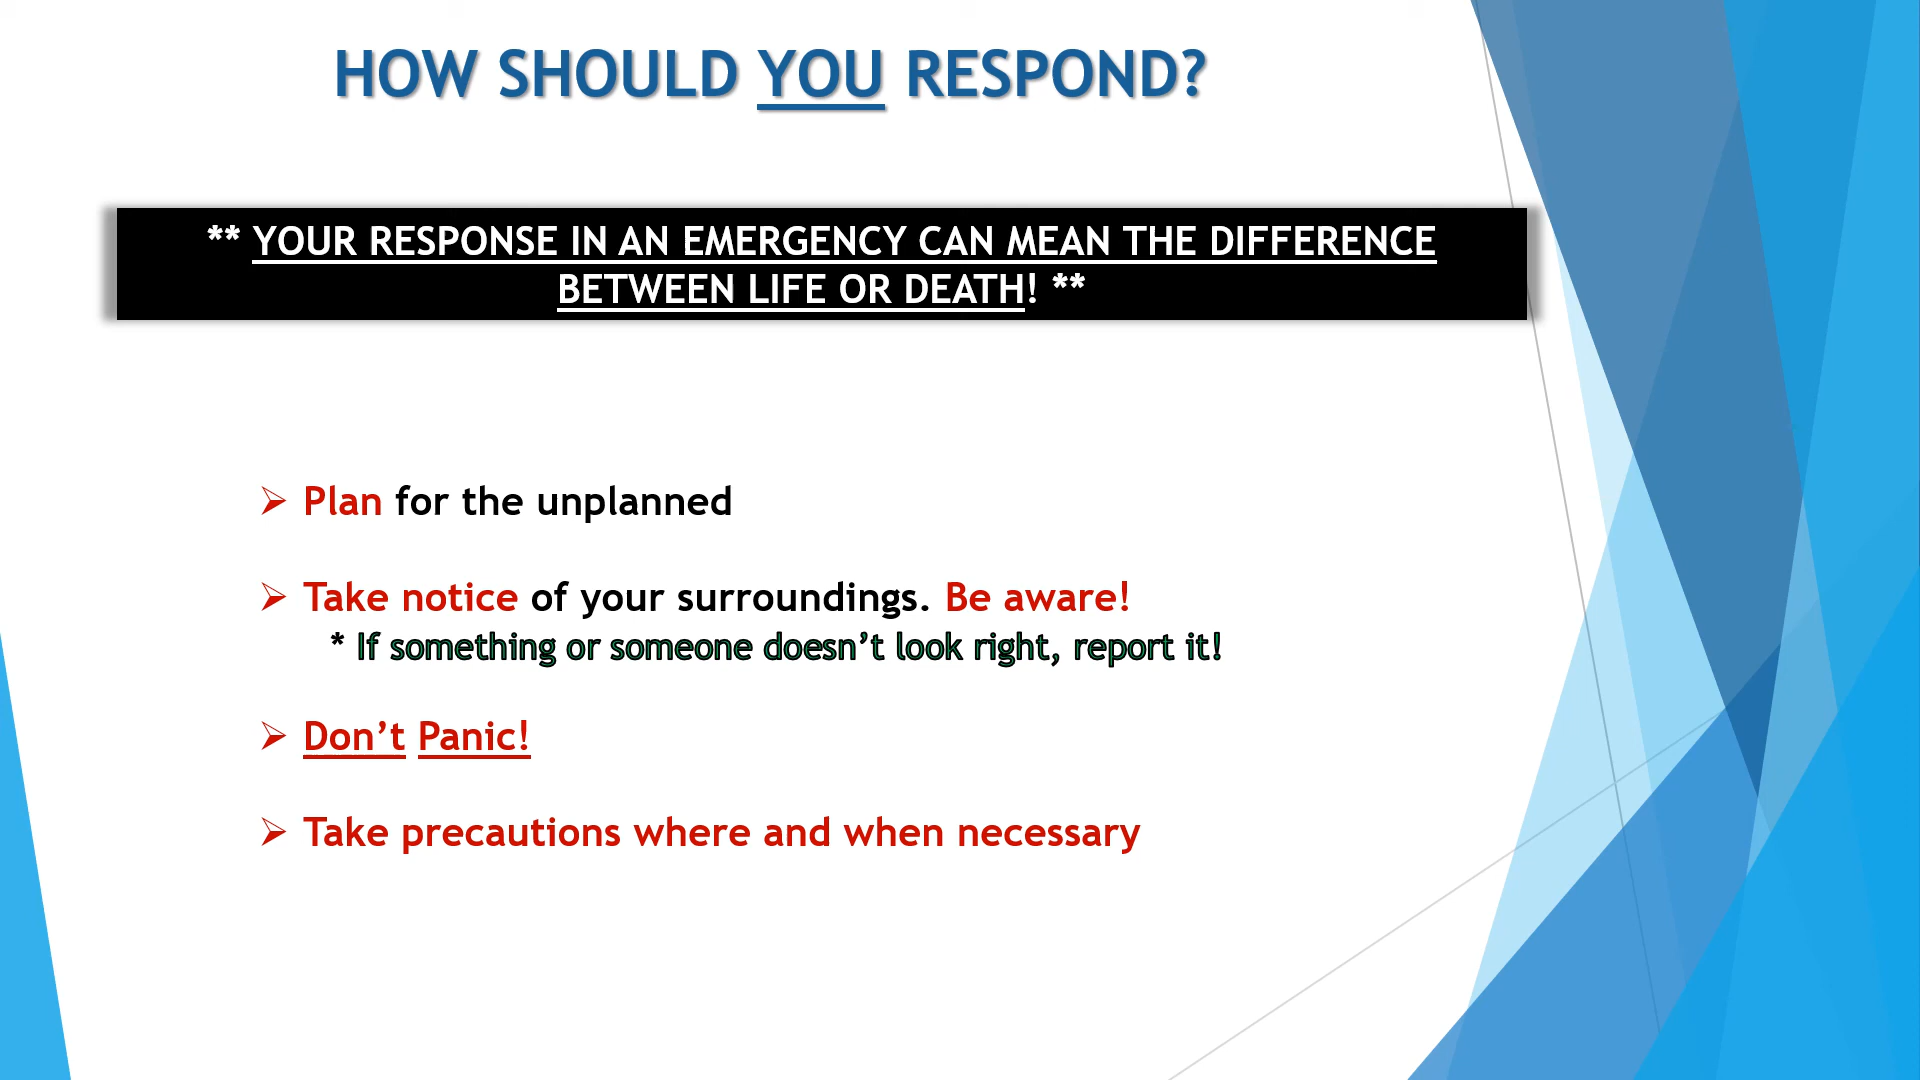 HOW SHOULD YOU RESPOND?
** YOUR RESPONSE IN AN EMERGENCY CAN MEAN THE DIFFERENCE
BETWEEN LIFE OR DEATH! **
➢ Plan for the unplanned
➢ Take notice of your surroundings. Be aware!
* If something or someone doesn’t look right, report it!
➢ Don’t Panic!
➢ Take precautions where and when necessary